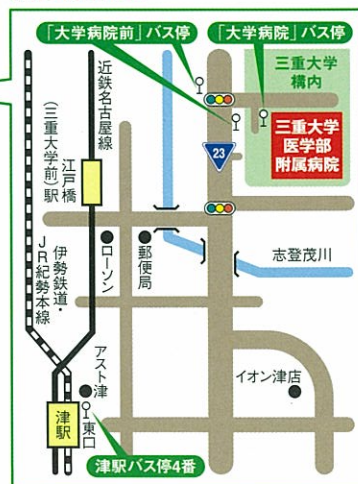 「大学病院前」バス停
「大学病院」バス停
三重大学
構内
三重大学
医学部
附属病院
近鉄名古屋線
江戸橋
(三重大学前)駅
23
伊勢鉄道・
JR紀勢本線
ローソン
郵便局
志登茂川
アスト津
イオン津店
津駅
東口
津駅バス停4番